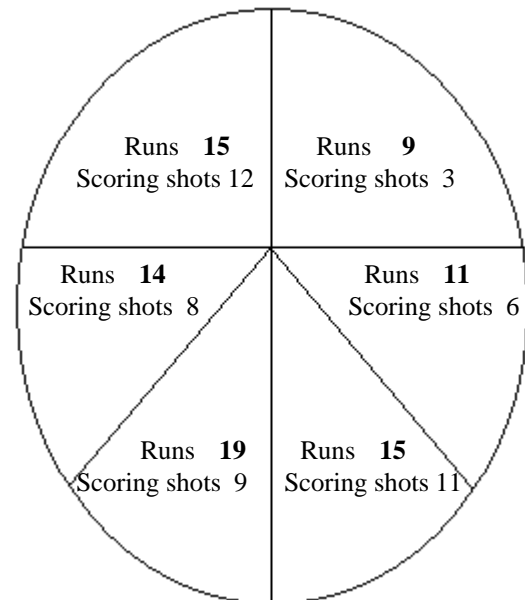 Runs 15
Scoring shots 12
Runs 9
Scoring shots 3
Runs 14
Scoring shots 8
Runs 11
Scoring shots 6
Runs 19
Scoring shots 9
Runs 15
Scoring shots 11